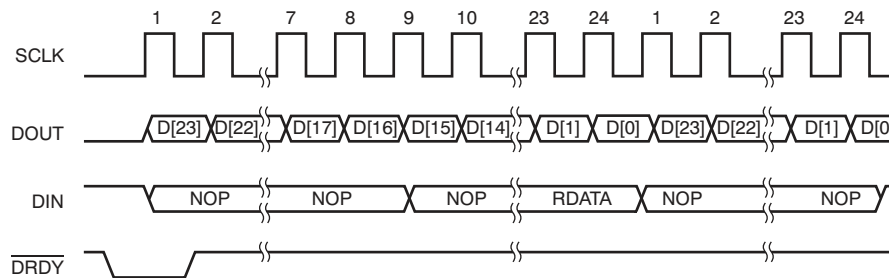 1 2 7 8 9 10 23 24 1 2 23 24
SCLK
DOUT D[23] D[22] D[17] D[16] D[15] D[14] D[1] D[0] D[23] D[22] D[1] D[0
DIN NOP NOP NOP RDATA NOP NOP
DRDY